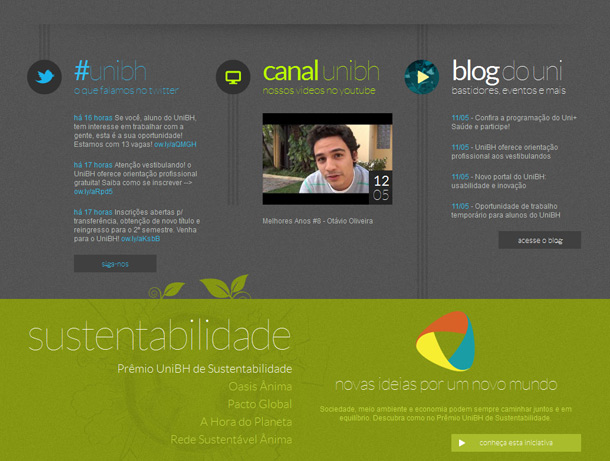 #unibh
o que falamos no twitter
há 16 horas Se você, aluno do UniBH,
tem interesse em trabalhar com a
gente, esta é a sua oportunidade!
Estamos com 13 vagas! ow.ly/aQMGH
há 17 horas Atenção vestibulando! o
UniBH oferece orientação profissional
gratuita! Saiba como se inscrever -->
ow.ly/aRpd5
há 17 horas Inscrições abertas p/
transferência, obtenção de novo título e
reingresso para o 2º semestre. Venha
para o UniBH! ow.ly/aKsbB
siga-nos
canal unibh
nossos vídeos no youtube
12
05
Melhores Anos #8 - Otávio Oliveira
blog do uni
bastidores, eventos e mais
11/05 - Confira a programação do Uni+
Saúde e participe!
11/05 - UniBH oferece orientação
profissional aos vestibulandos
11/05 - Novo portal do UniBH:
usabilidade e inovação
11/05 - Oportunidade de trabalho
temporário para alunos do UniBH
acesse o blog
sustentabilidade
Prêmio UniBH de Sustentabilidade
Oasis Ânima
Pacto Global
A Hora do Planeta
Rede Sustentável Ânima
novas ideias por um novo mundo
Sociedade, meio ambiente e economia podem sempre caminhar juntos e em
equilíbrio. Descubra como no Prêmio UniBH de Sustentabilidade.
conheça esta iniciativa